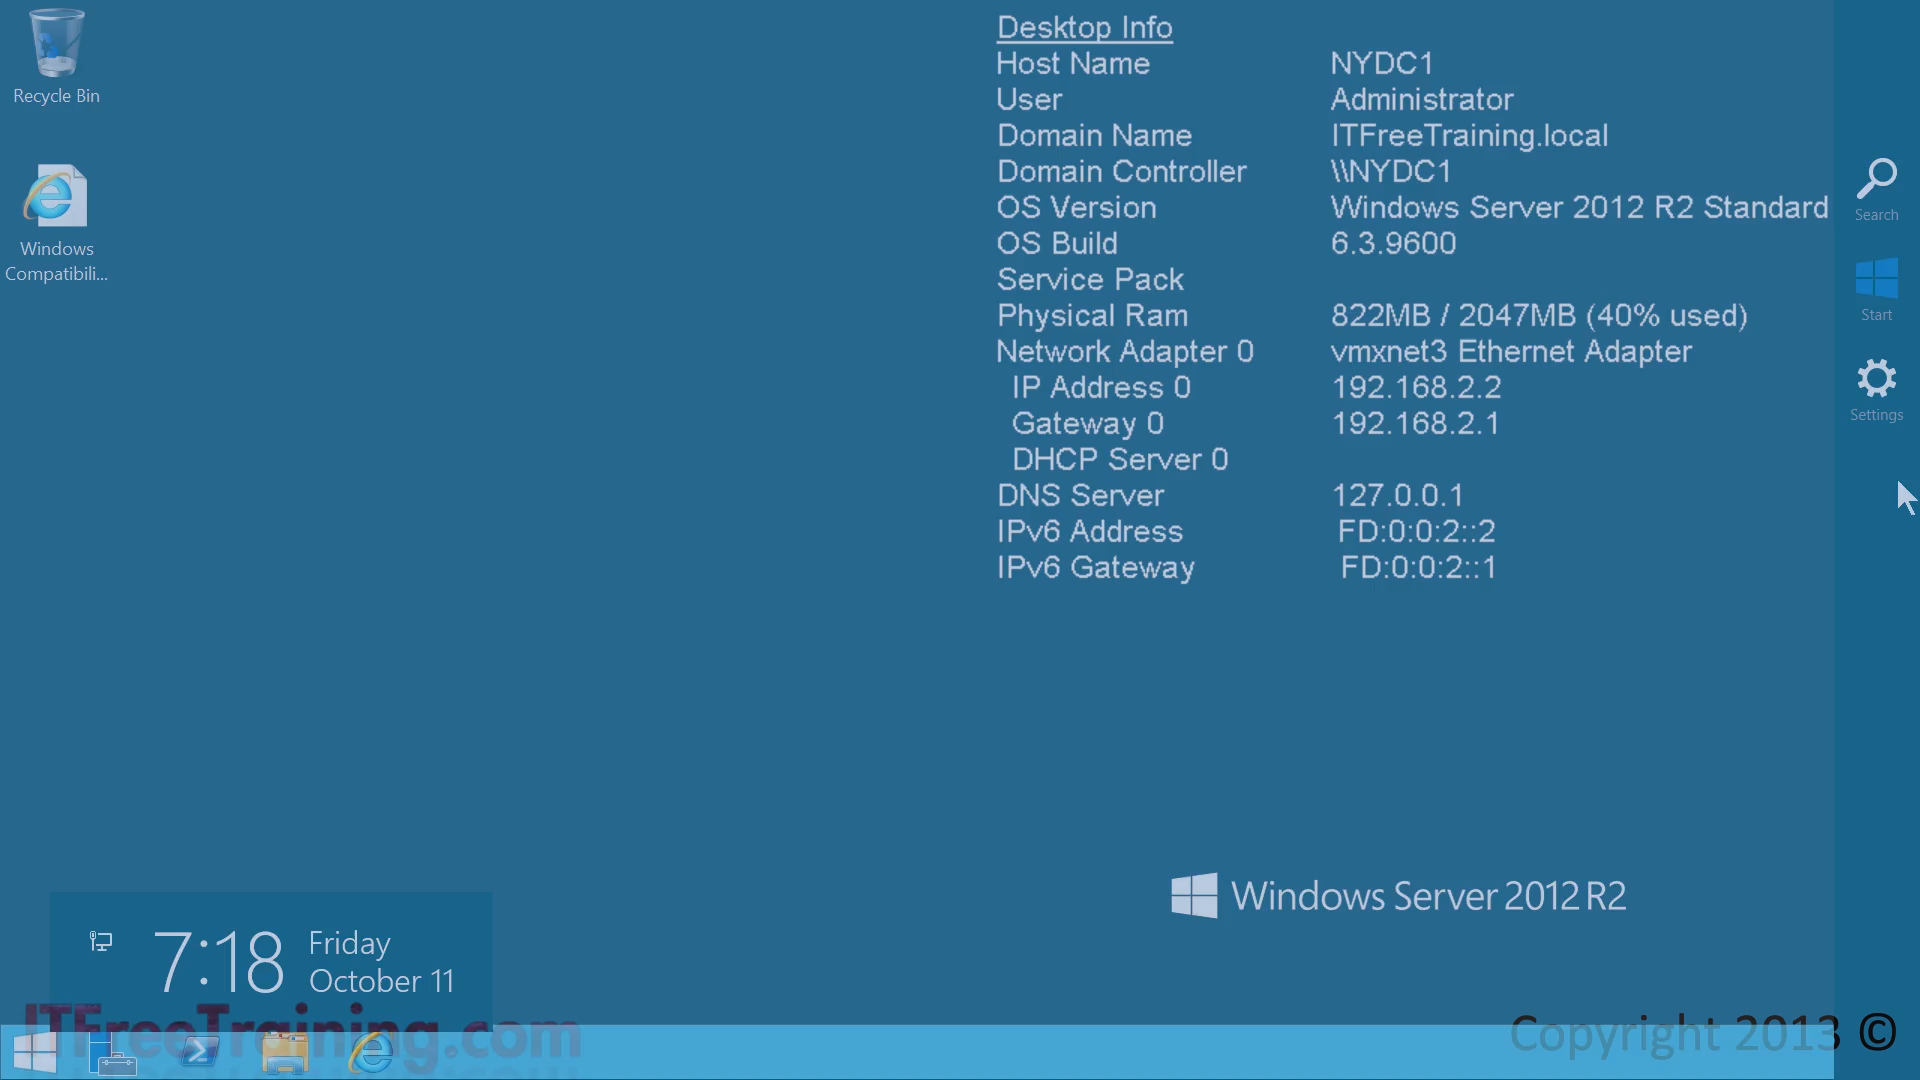 Recycle Bin
Windows
Compatibili...
Desktop Info
Host Name NYDC1
User Administrator
Domain Name ITFreeTraining.local
Domain Controller \\NYDC1
OS Version Windows Server 2012 R2 Standard
OS Build 6.3.9600
Service Pack
Physical Ram 822MB / 2047MB (40% used)
Network Adapter 0 vmxnet3 Ethernet Adapter
IP Address 0 192.168.2.2
Gateway 0 192.168.2.1
DHCP Server 0
DNS Server 127.0.0.1
IPv6 Address FD:0:0:2::2
IPv6 Gateway FD:0:0:2::1
Search
Start
Settings
Windows Server 2012 R2
7:18 Friday
October 11
ITFreeTraining.com
Copyright 2013 ©